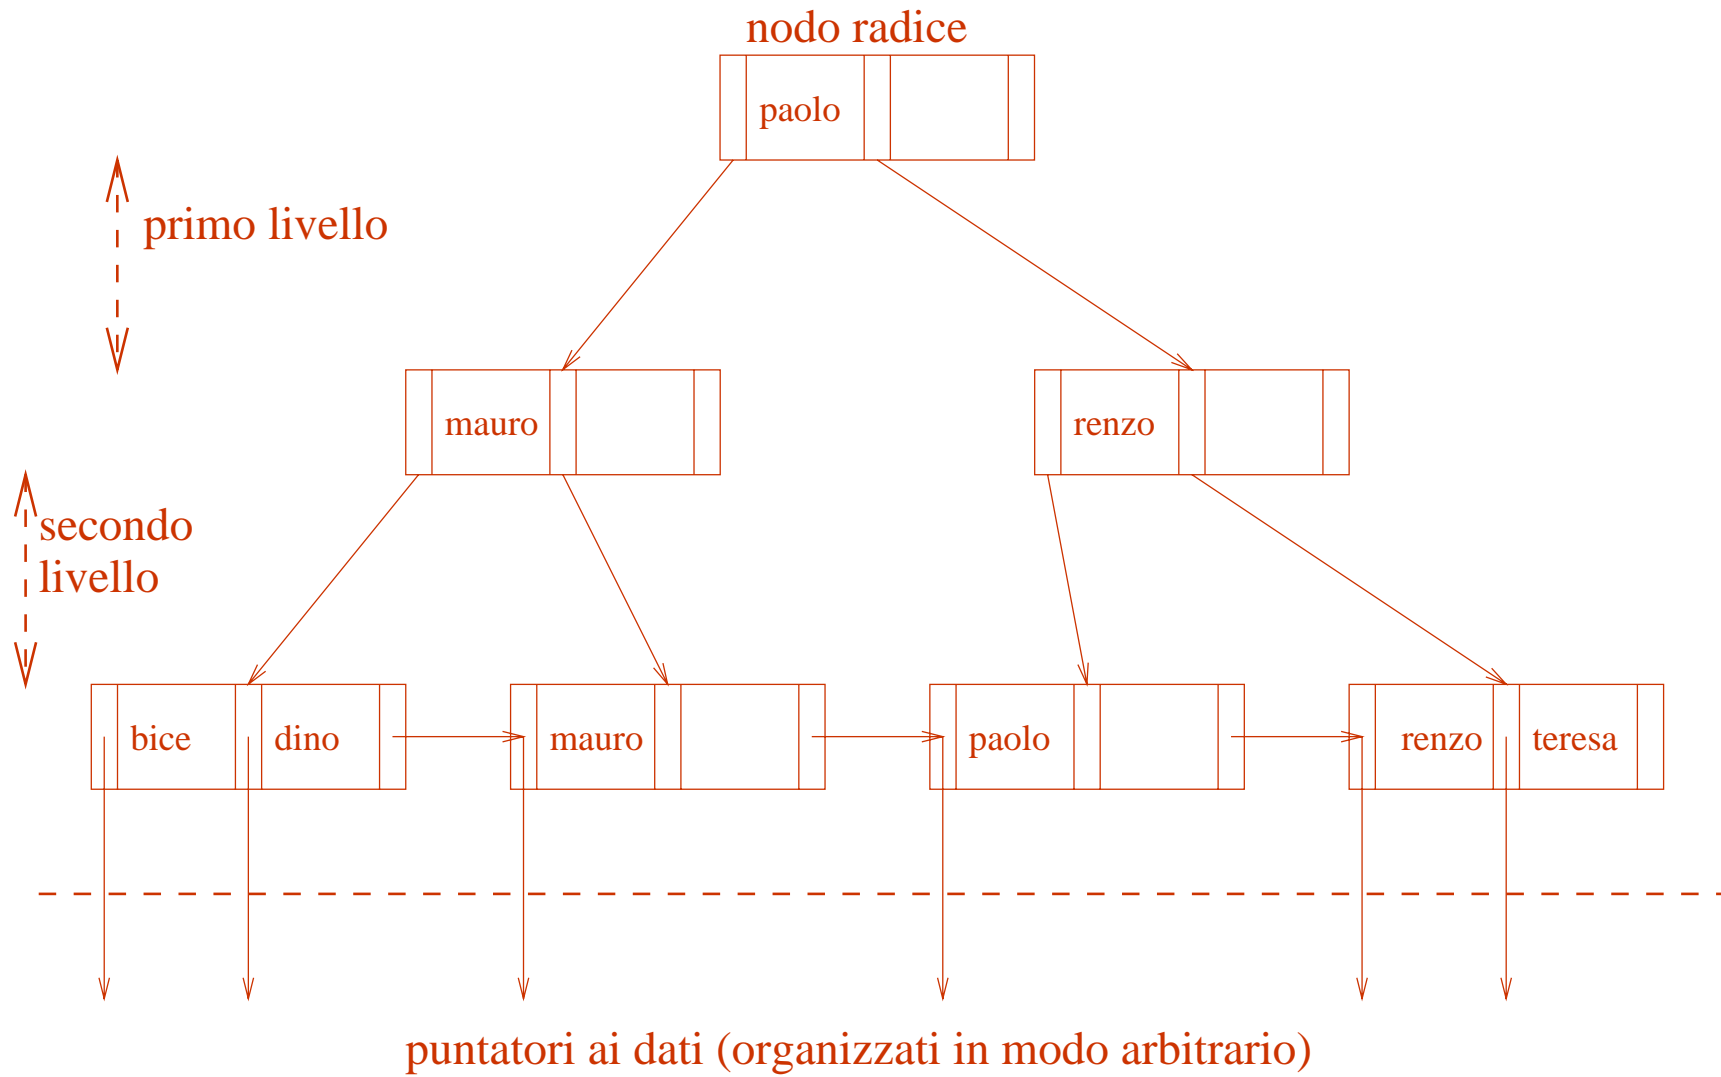 nodo radice
paolo
primo livello
mauro
renzo
secondo
livello
bice dino mauro paolo renzo teresa
puntatori ai dati (organizzati in modo arbitrario)